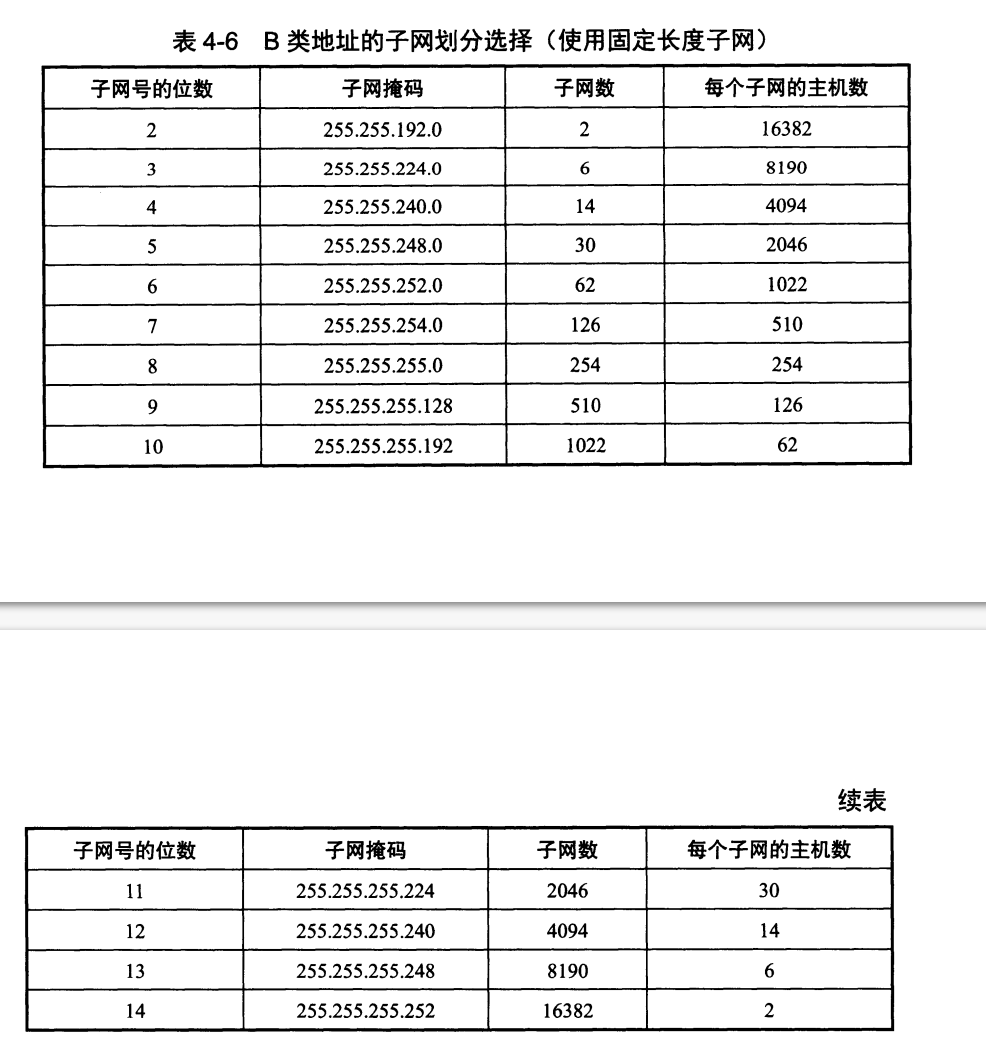 表 4-6 B 类地址的子网划分选择（使用固定长度子网）
子网号的位数 子网掩码 子网数 每个子网的主机数
2 255.255.192.0 2 16382
3 255.255.224.0 6 8190
4 255.255.240.0 14 4094
5 255.255.248.0 30 2046
6 255.255.252.0 62 1022
7 255.255.254.0 126 510
8 255.255.255.0 254 254
9 255.255.255.128 510 126
10 255.255.255.192 1022 62
续表
子网号的位数 子网掩码 子网数 每个子网的主机数
11 255.255.255.224 2046 30
12 255.255.255.240 4094 14
13 255.255.255.248 8190 6
14 255.255.255.252 16382 2